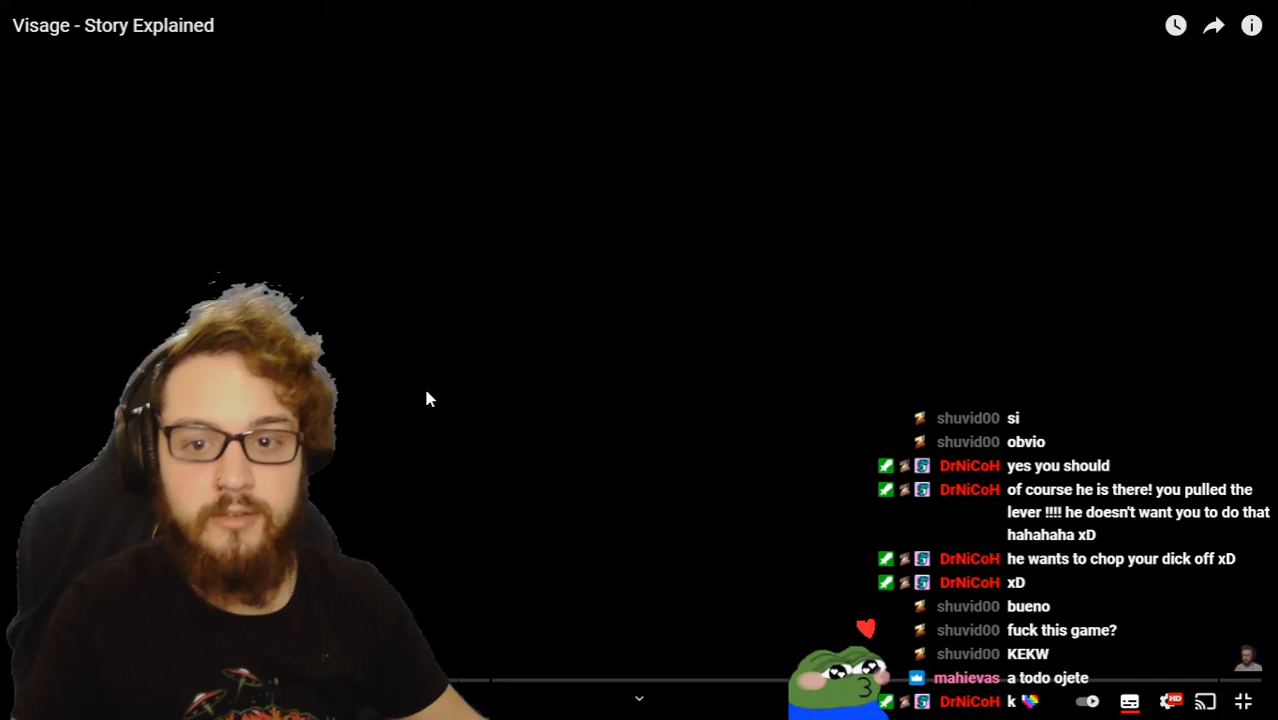 Visage - Story Explained
shuvid00 si
shuvid00 obvio
DrNiCoH yes you should
DrNiCoH of course he is there! you pulled the
lever !!!! he doesn't want you to do that
hahahaha xD
DrNiCoH he wants to chop your dick off xD
DrNiCoH xD
shuvid00 bueno
shuvid00 fuck this game?
shuvid00 KEKW
mahievas a todo ojete
DrNiCoH k
HD